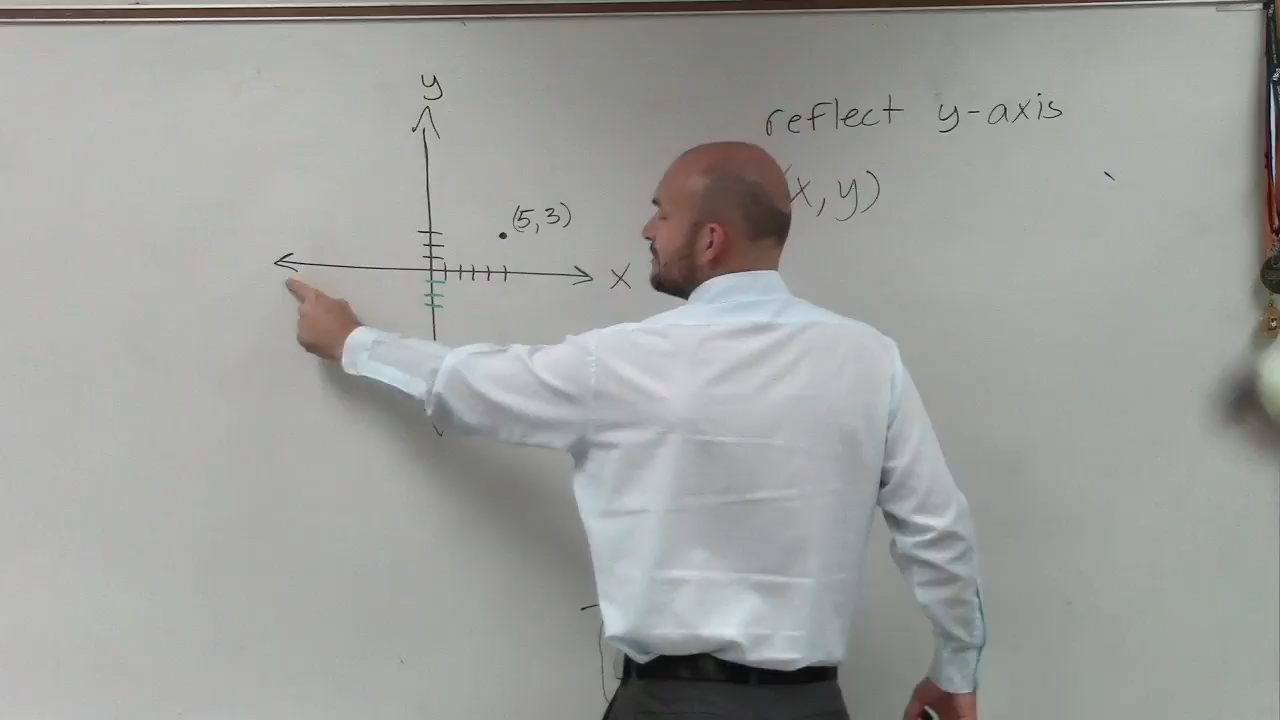 y
reflect y-axis
(x, y)
(5, 3)
x